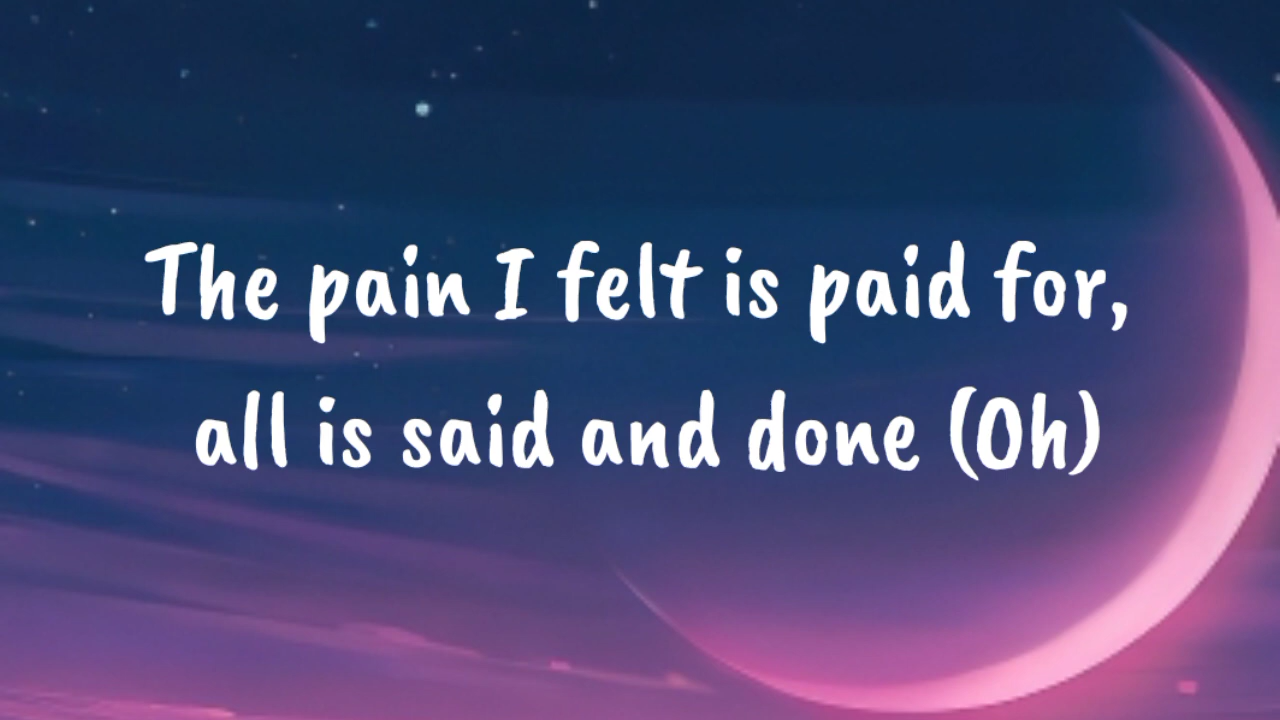 The pain I felt is paid for,
all is said and done (Oh)